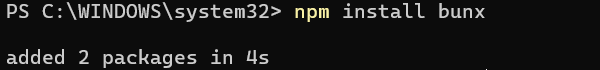 PS C:\WINDOWS\system32> npm install bunx
added 2 packages in 4s